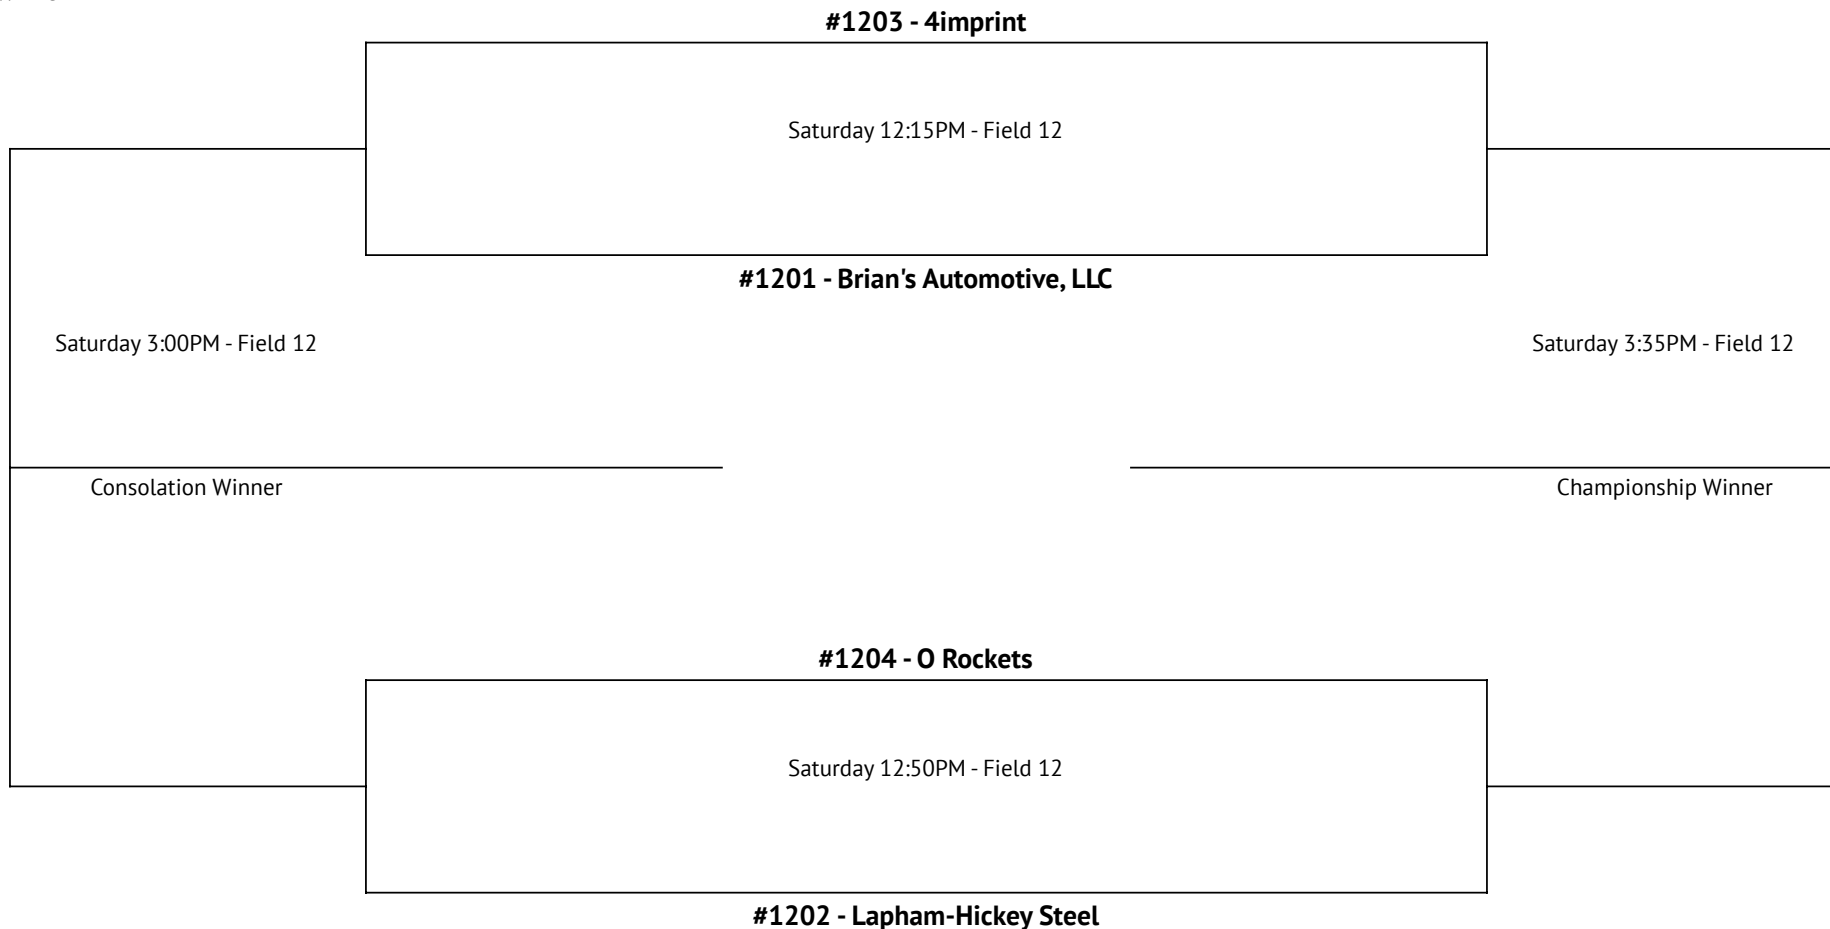 #1203 - 4imprint
Saturday 12:15PM - Field 12
#1201 - Brian's Automotive, LLC
Saturday 3:00PM - Field 12
Saturday 3:35PM - Field 12
Consolation Winner
Championship Winner
#1204 - O Rockets
Saturday 12:50PM - Field 12
#1202 - Lapham-Hickey Steel